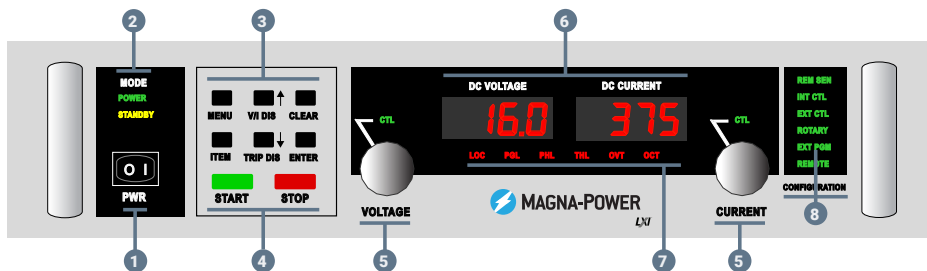 2 3 6
MODE
POWER
STANDBY
O I
PWR
MENU V/I DIS CLEAR
ITEM TRIP DIS ENTER
START STOP
CTL
VOLTAGE
DC VOLTAGE DC CURRENT
16.0 375
LOC PGL PHL THL OVT OCT
MAGNA-POWER
LXI
CTL
CURRENT
REM SEN
INT CTL
EXT CTL
ROTARY
EXT PGM
REMOTE
CONFIGURATION
8
1 4 5 7 5